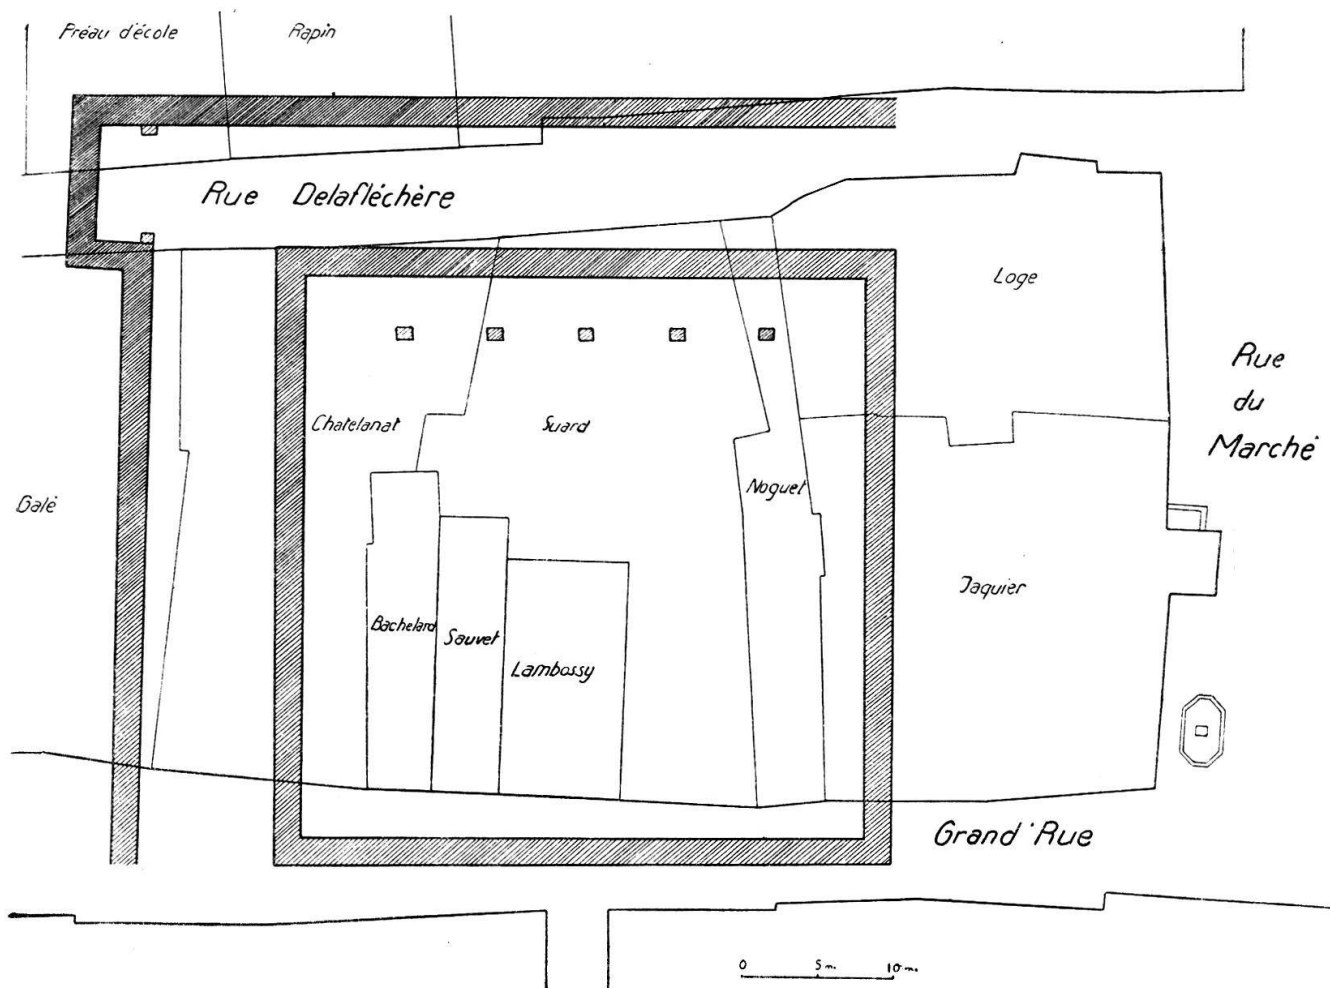 Préau d'école
Rapin
Rue Delafléchère
Loge
Rue
du
Marché
Chatelanat
Suard
Noguet
Galé
Jaquier
Bachelard
Sauvet
Lambossy
Grand'Rue
0 5 m. 10 m.